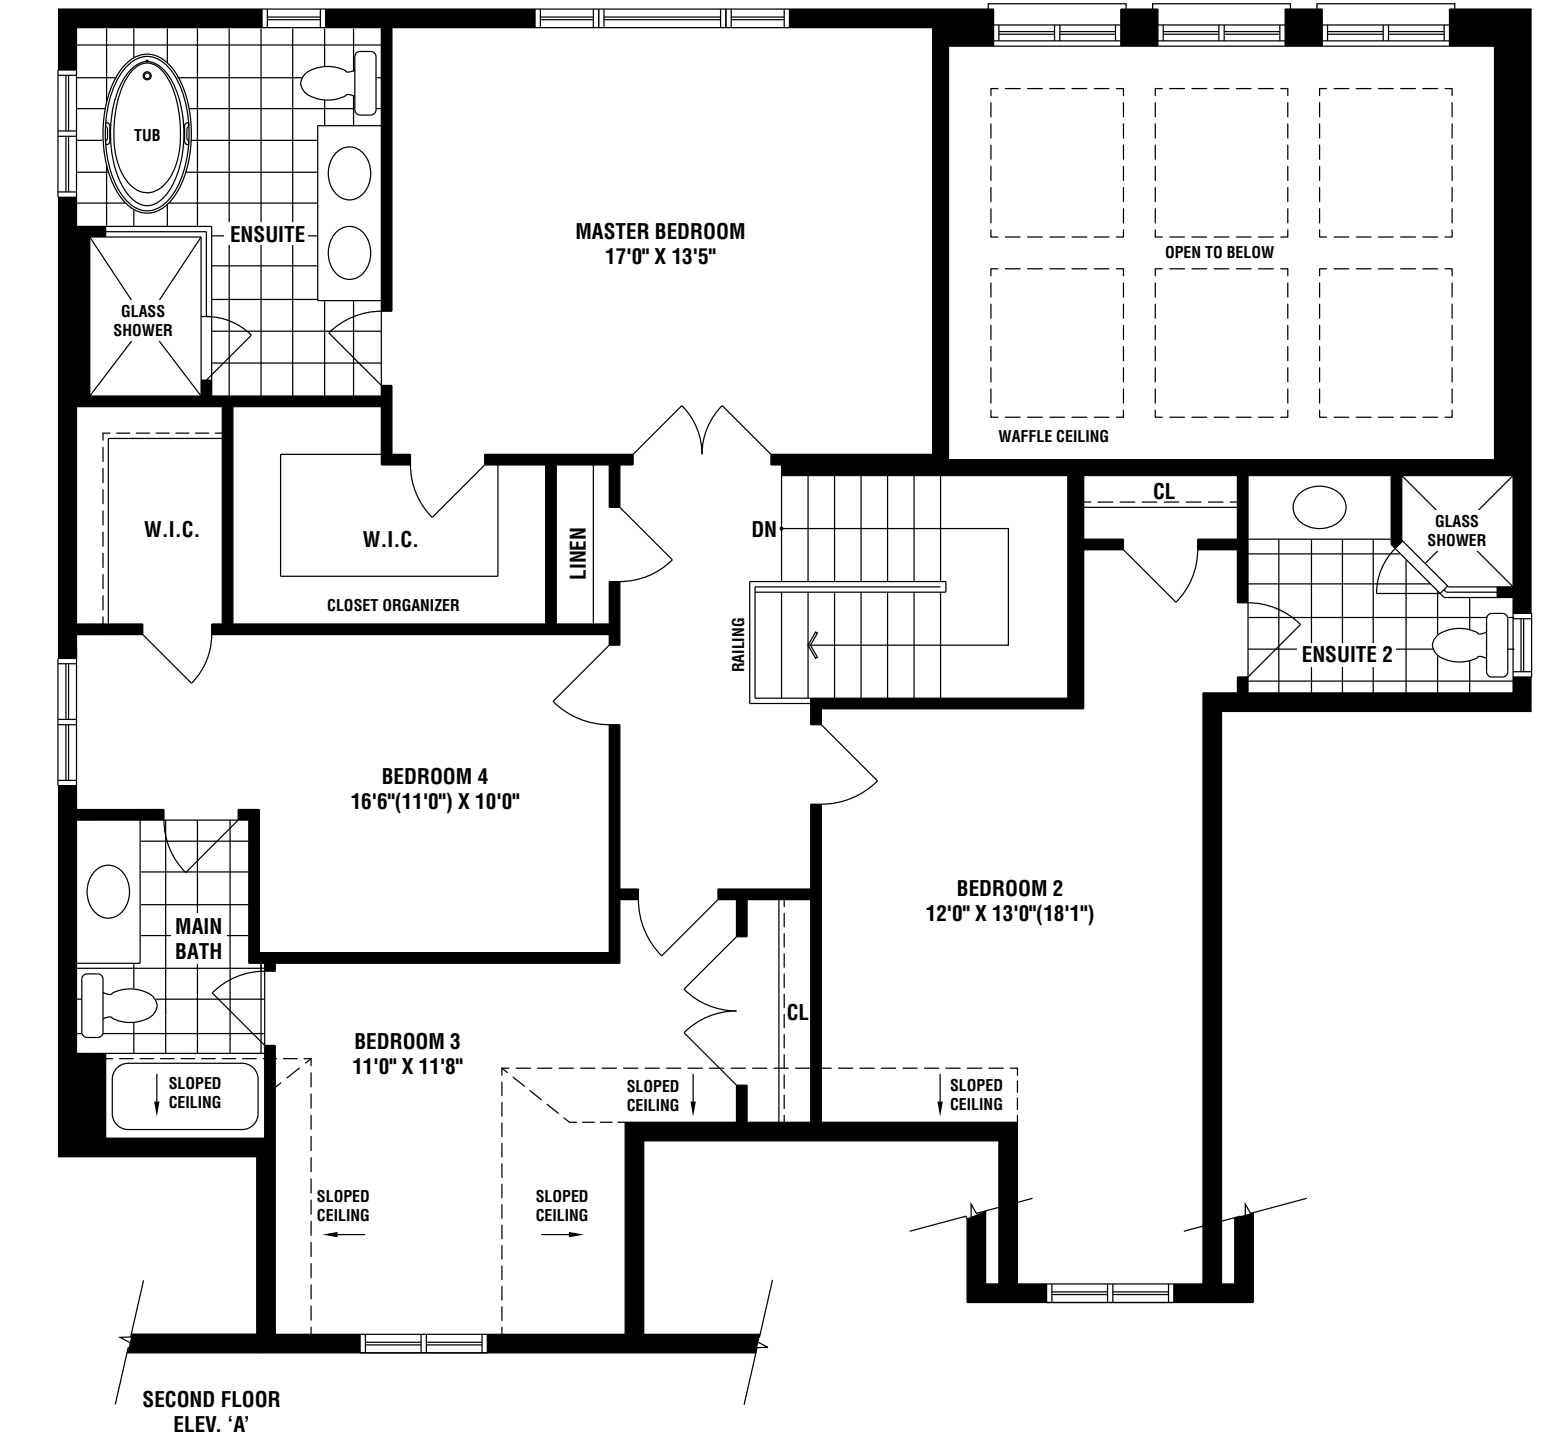 TUB
ENSUITE
GLASS
SHOWER
MASTER BEDROOM
17'0" X 13'5"
OPEN TO BELOW
WAFFLE CEILING
W.I.C.
W.I.C.
CLOSET ORGANIZER
LINEN
DN
RAILING
CL
GLASS
SHOWER
ENSUITE 2
BEDROOM 4
16'6"(11'0") X 10'0"
BEDROOM 2
12'0" X 13'0"(18'1")
MAIN
BATH
CL
BEDROOM 3
11'0" X 11'8"
SLOPED
CEILING
SLOPED
CEILING
SLOPED
CEILING
SLOPED
CEILING
SLOPED
CEILING
SECOND FLOOR
ELEV. ‘A’